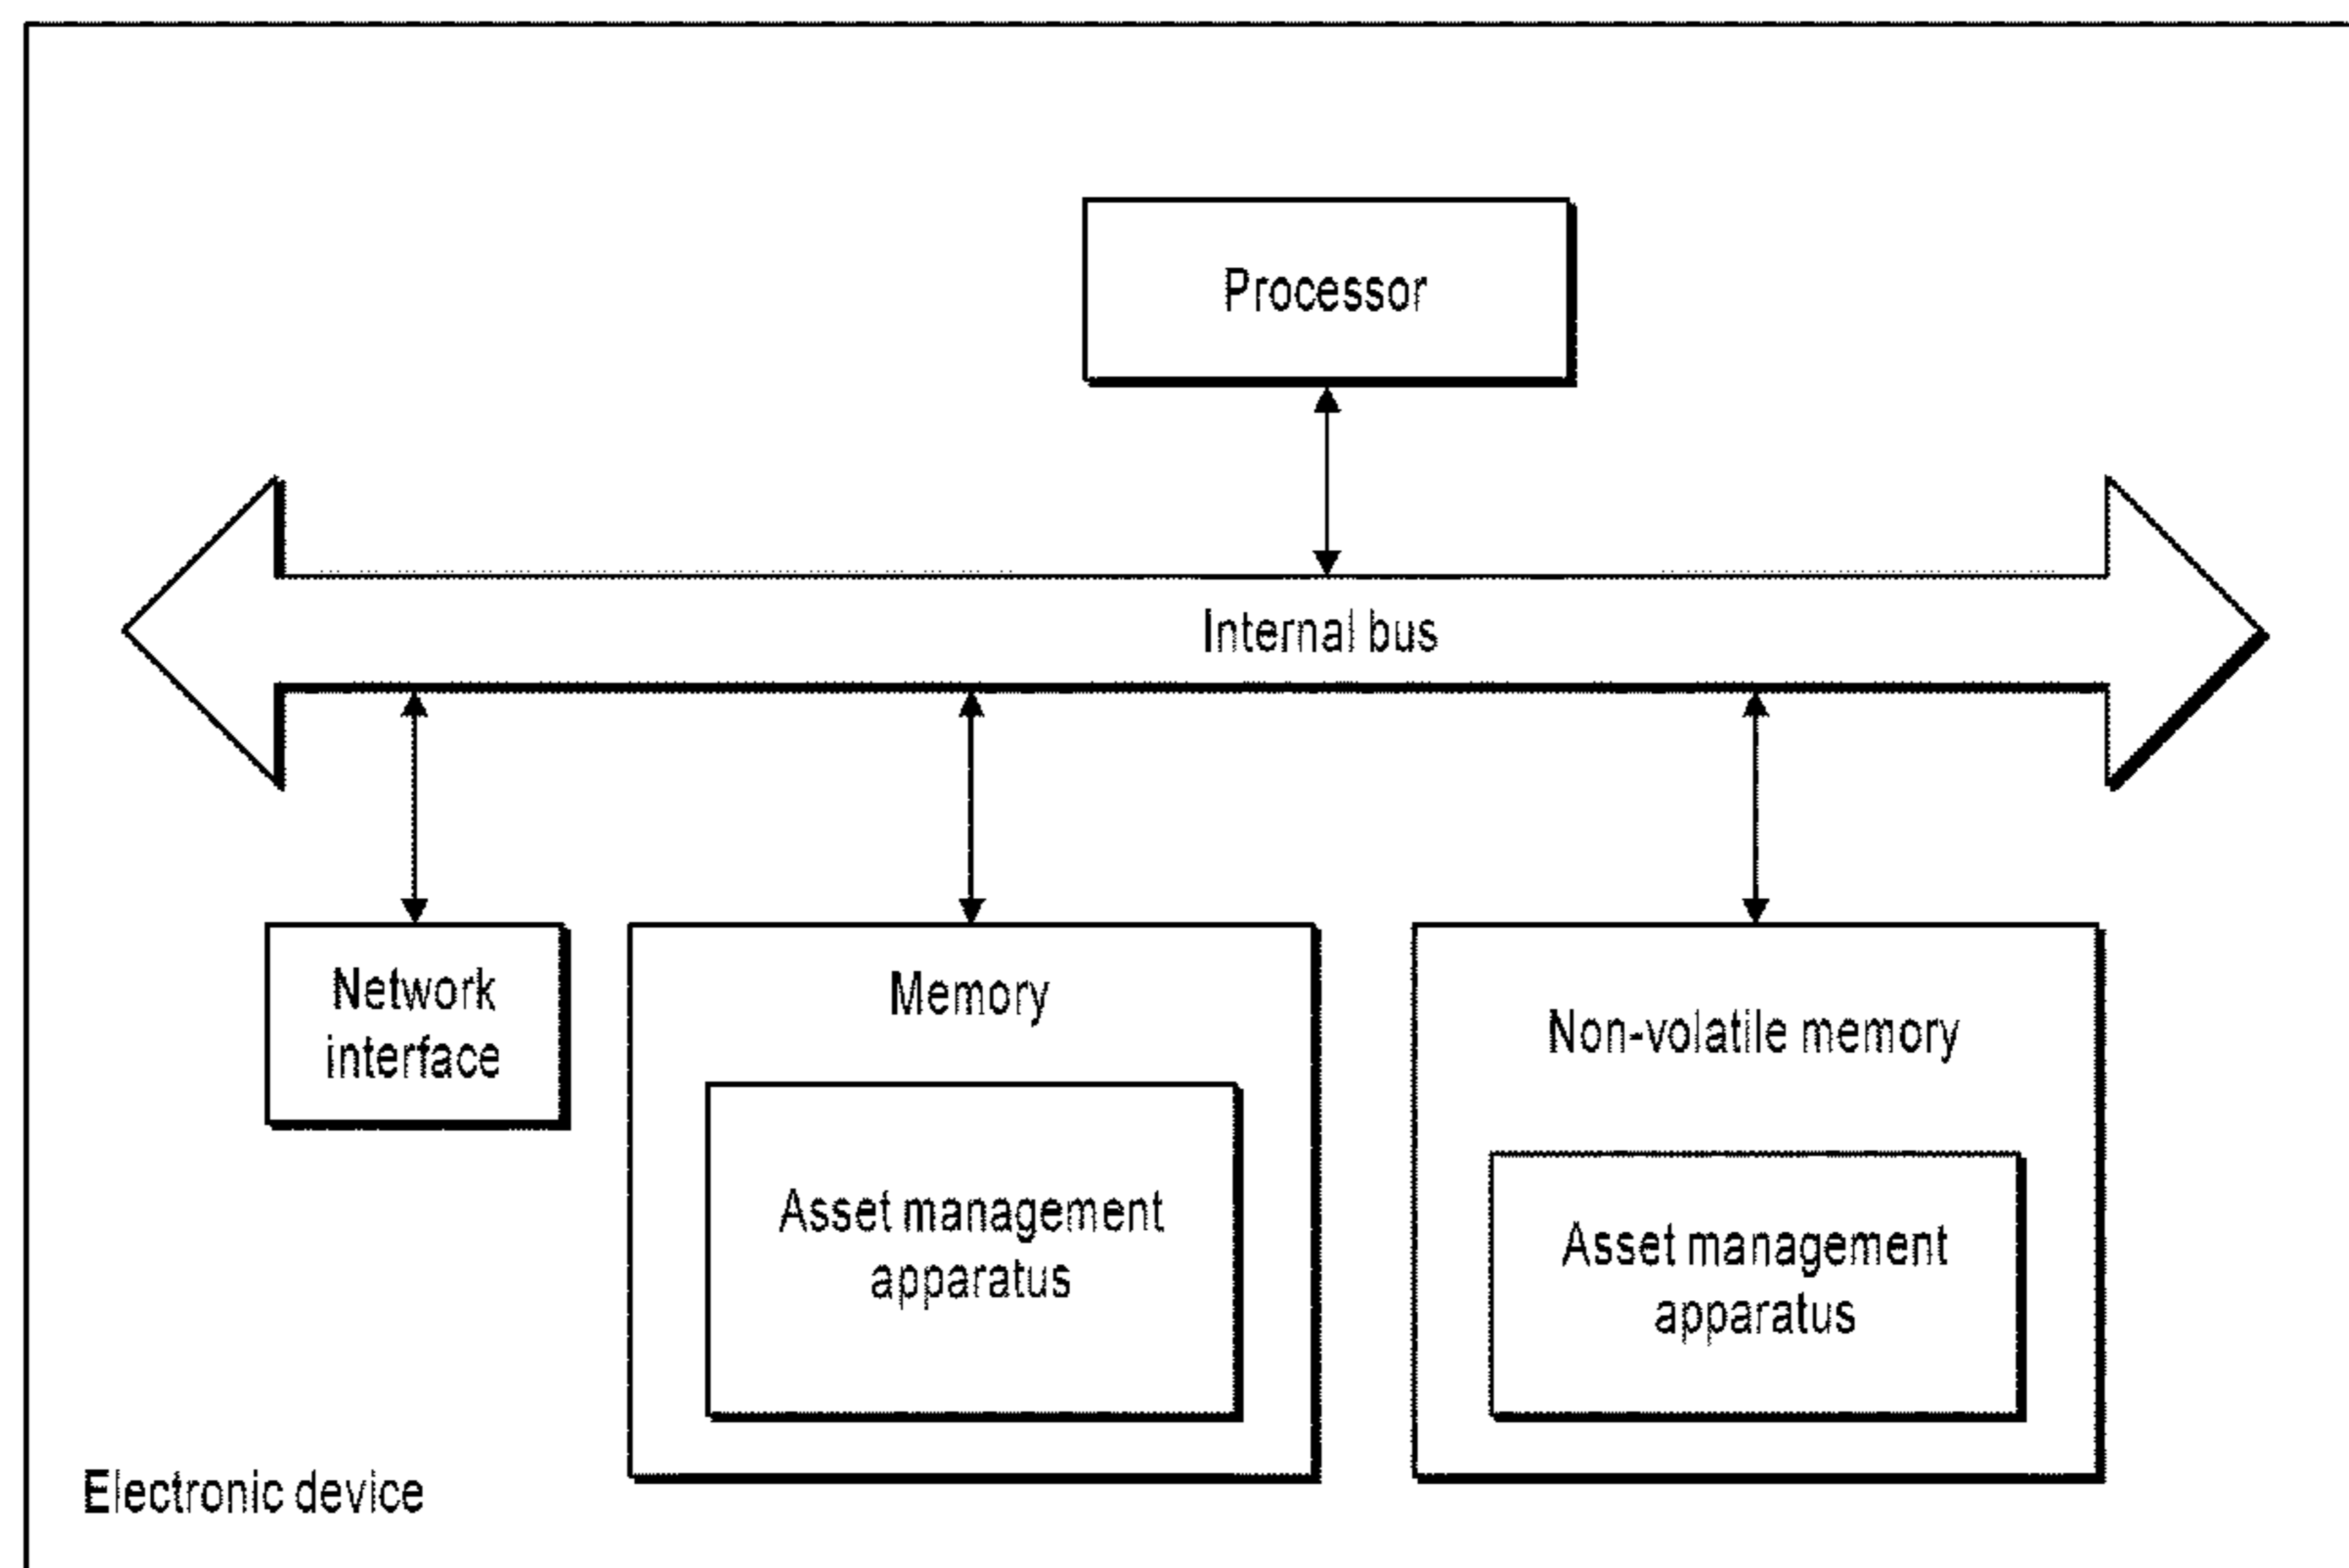 Processor
Internal bus
Network
interface
Memory
Asset management
apparatus
Non-volatile memory
Asset management
apparatus
Electronic device